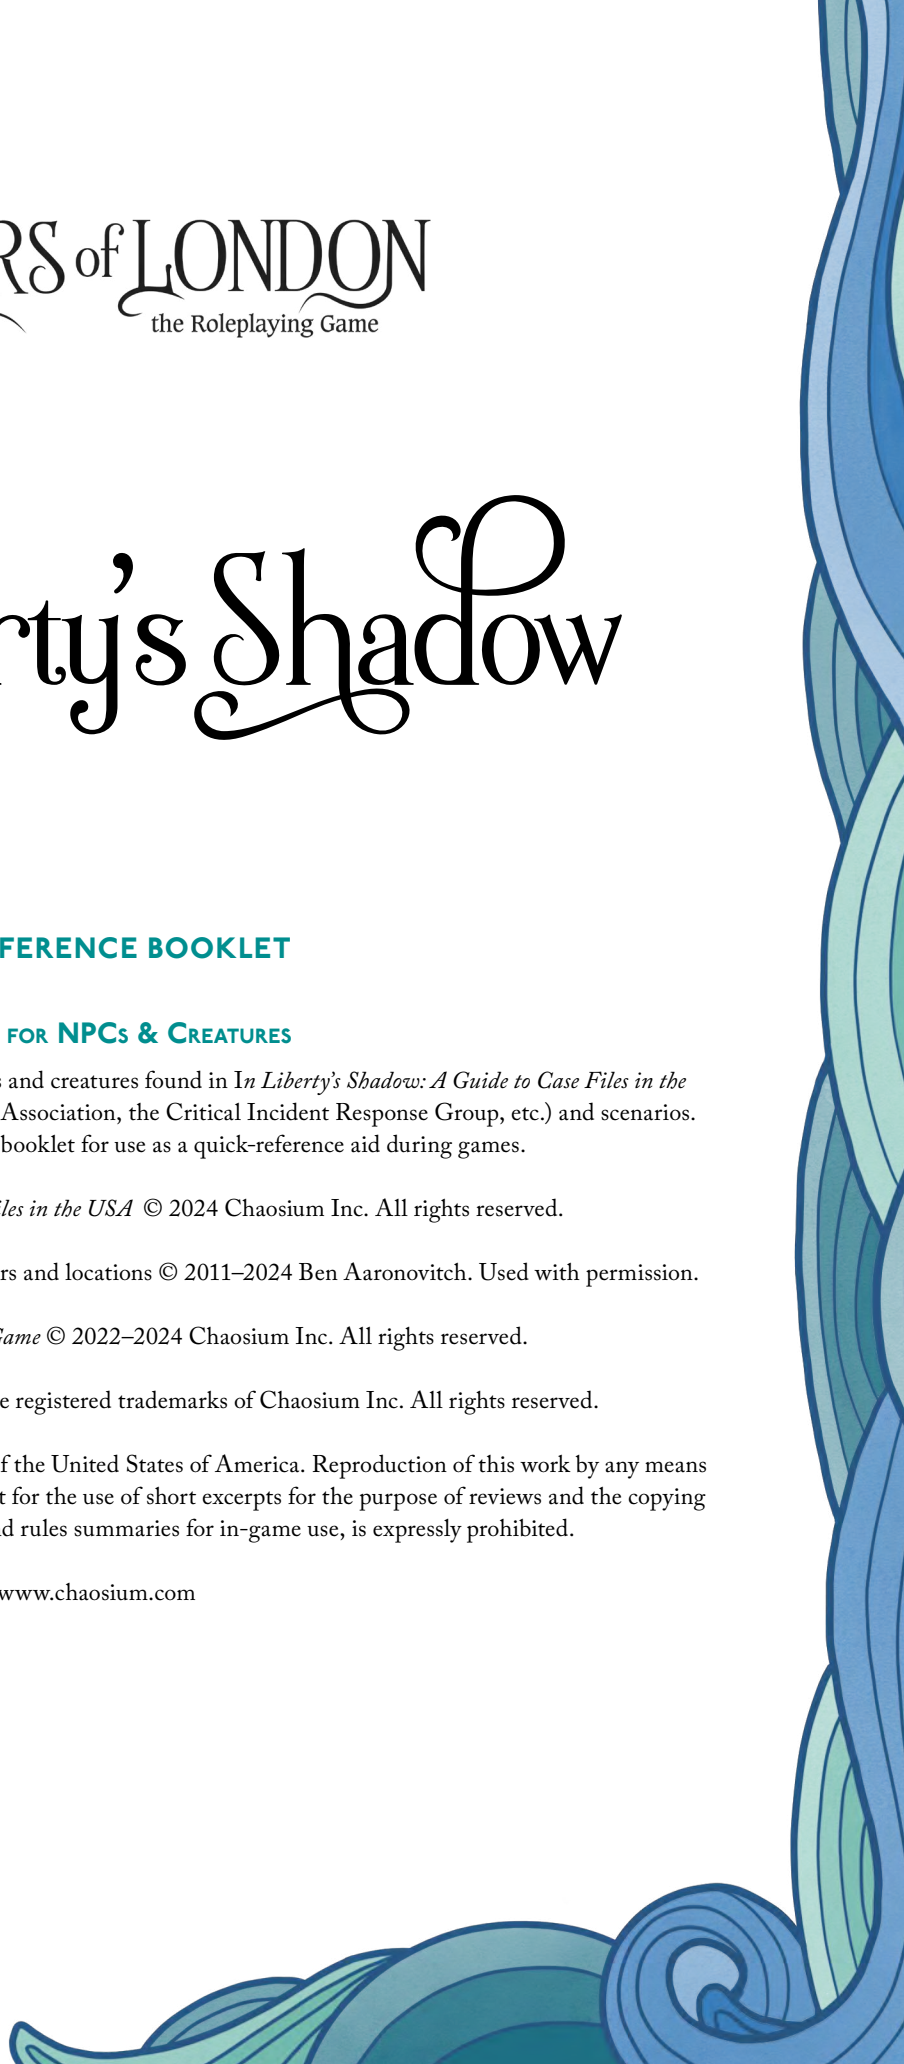 RS of LONDON
the Roleplaying Game
rty's Shadow
FERENCE BOOKLET
for NPCs & Creatures
s and creatures found in In Liberty's Shadow: A Guide to Case Files in the
Association, the Critical Incident Response Group, etc.) and scenarios.
booklet for use as a quick-reference aid during games.
iles in the USA © 2024 Chaosium Inc. All rights reserved.
rs and locations © 2011–2024 Ben Aaronovitch. Used with permission.
Game © 2022–2024 Chaosium Inc. All rights reserved.
e registered trademarks of Chaosium Inc. All rights reserved.
f the United States of America. Reproduction of this work by any means
t for the use of short excerpts for the purpose of reviews and the copying
d rules summaries for in-game use, is expressly prohibited.
www.chaosium.com